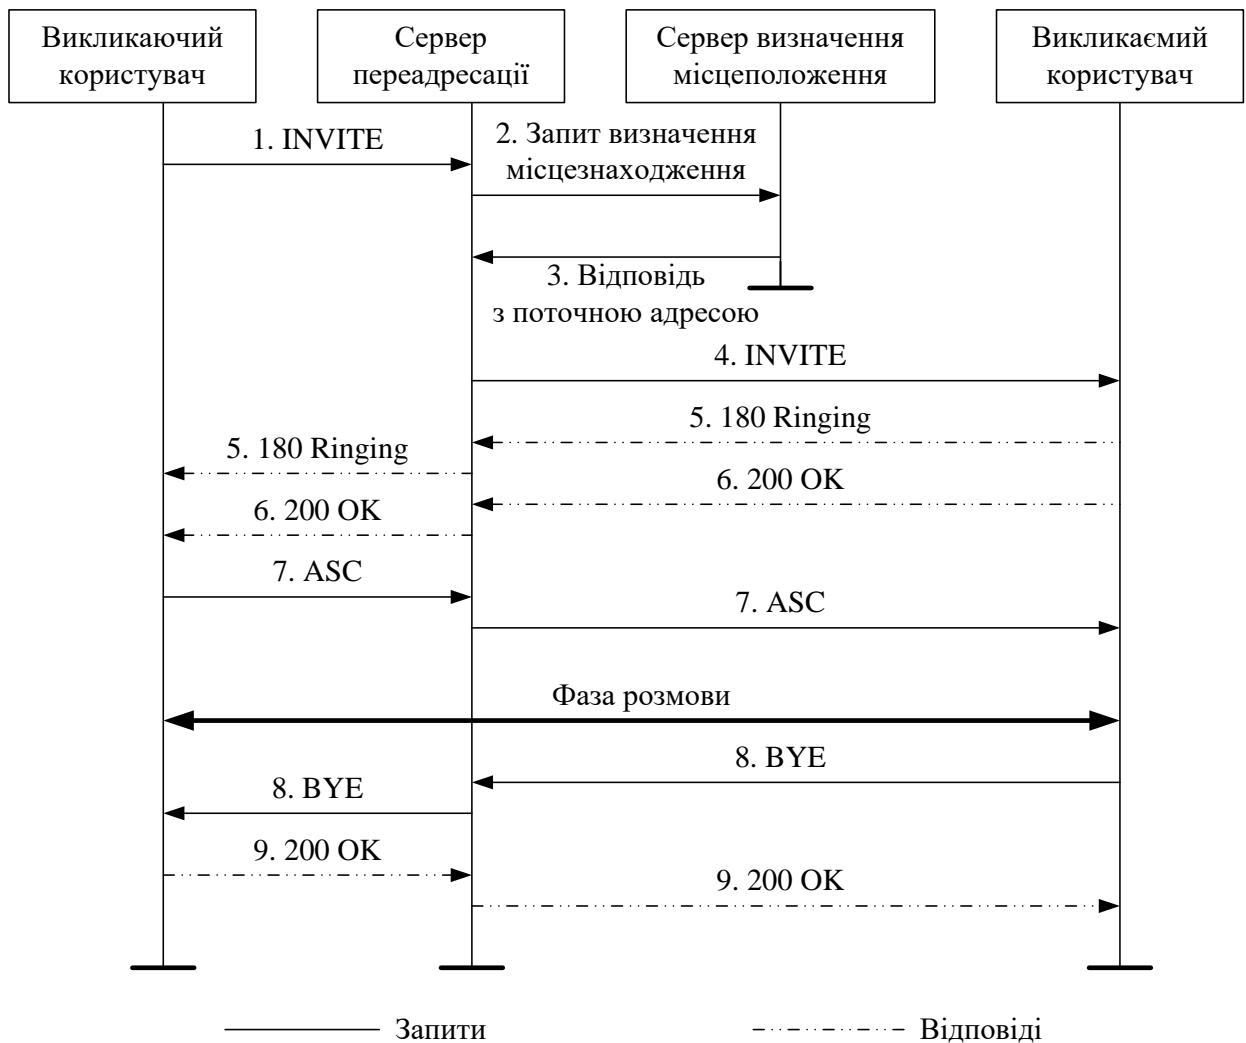 Викликаючий
користувач
Сервер
переадресації
Сервер визначення
місцеположення
Викликаємий
користувач
1. INVITE
2. Запит визначення
місцезнаходження
3. Відповідь
з поточною адресою
4. INVITE
5. 180 Ringing
5. 180 Ringing
6. 200 OK
6. 200 OK
7. ASC
7. ASC
Фаза розмови
8. BYE
8. BYE
9. 200 OK
9. 200 OK
Запити
Відповіді